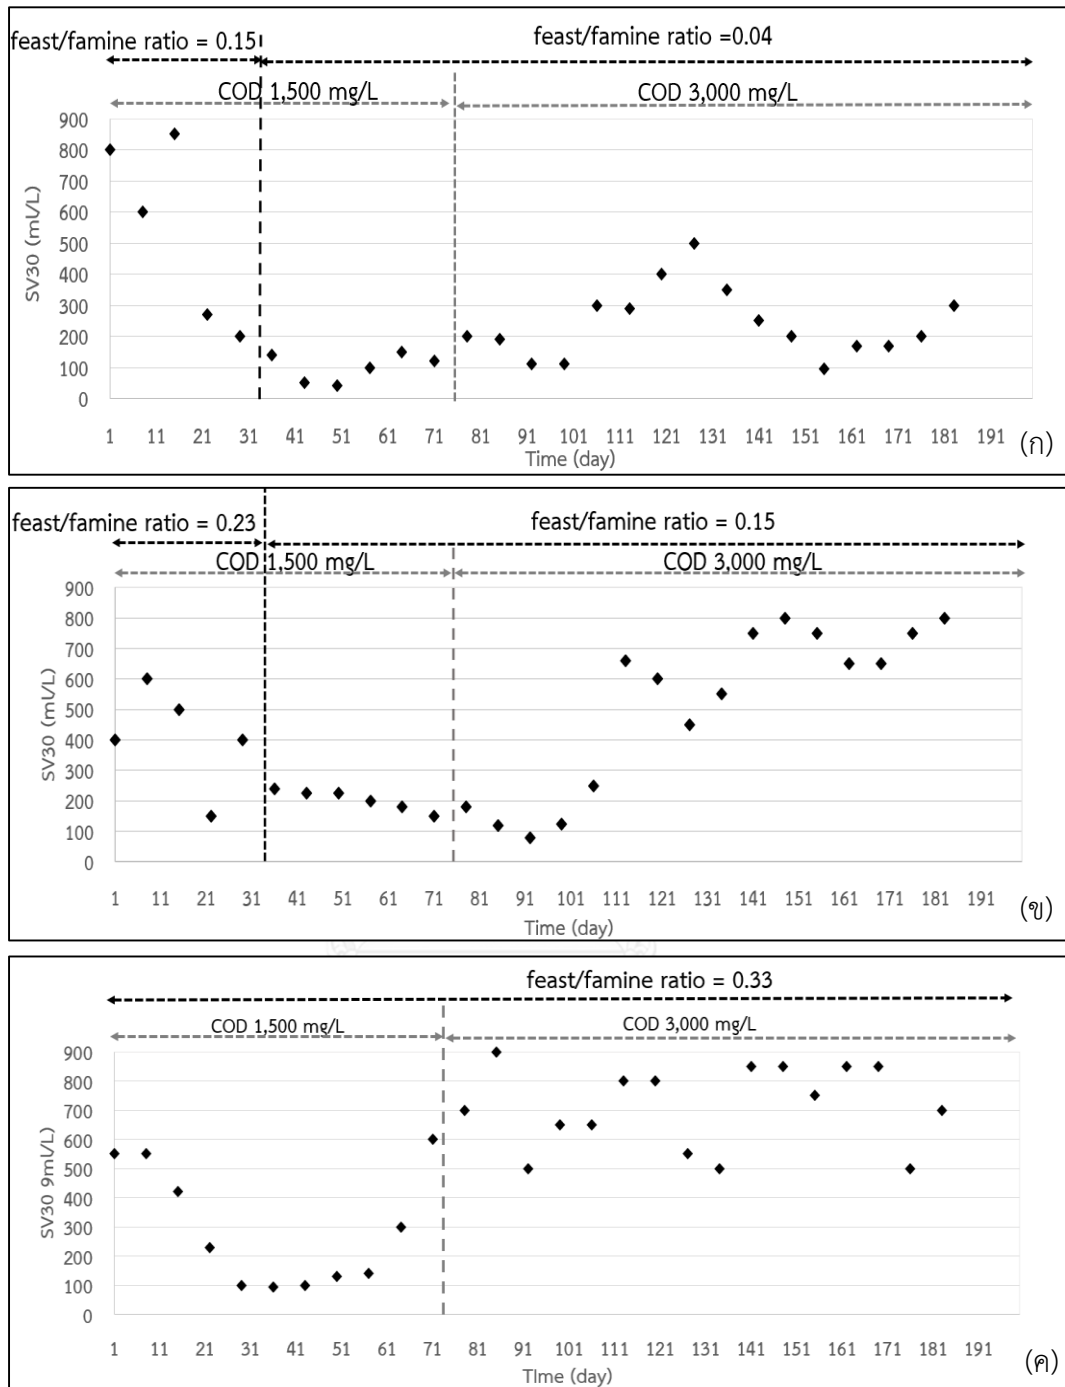 feast/famine ratio = 0.15
feast/famine ratio =0.04
COD 1,500 mg/L
COD 3,000 mg/L
900
800
700
600
500
400
300
200
100
0
SV30 (ml/L)
1 11 21 31 41 51 61 71 81 91 101 111 121 131 141 151 161 171 181 191
Time (day)
(ก)
feast/famine ratio = 0.23
feast/famine ratio = 0.15
COD 1,500 mg/L
COD 3,000 mg/L
900
800
700
600
500
400
300
200
100
0
SV30 (ml/L)
1 11 21 31 41 51 61 71 81 91 101 111 121 131 141 151 161 171 181 191
Time (day)
(ข)
feast/famine ratio = 0.33
COD 1,500 mg/L
COD 3,000 mg/L
900
800
700
600
500
400
300
200
100
0
SV30 9ml/L)
1 11 21 31 41 51 61 71 81 91 101 111 121 131 141 151 161 171 181 191
TIme (day)
(ค)